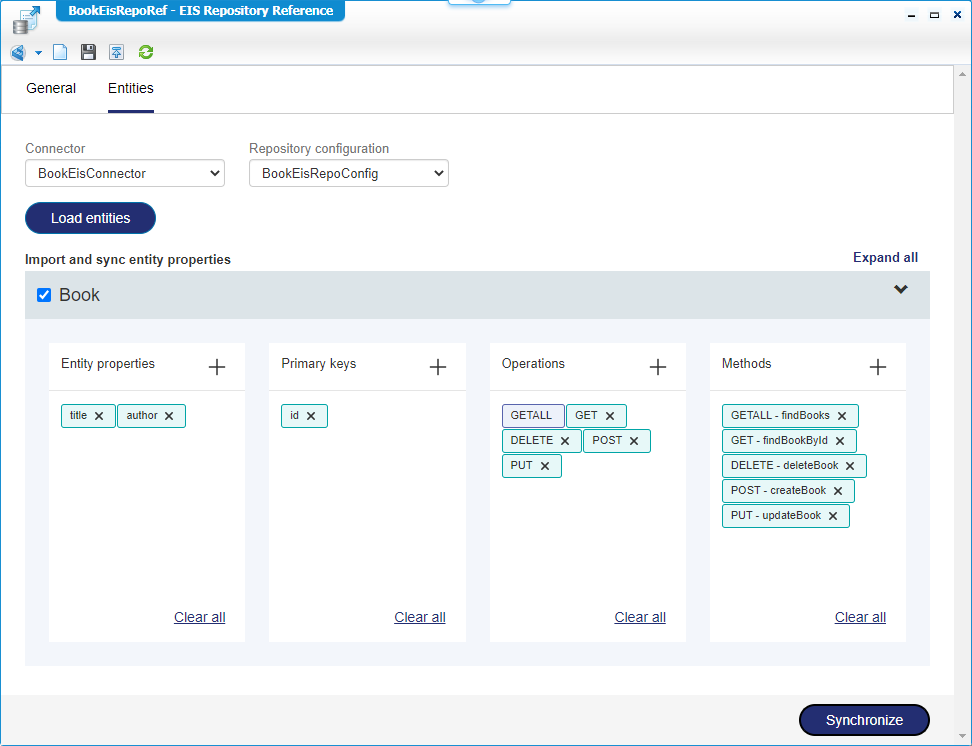 BookEisRepoRef - EIS Repository Reference
General Entities
Connector Repository configuration
BookEisConnector BookEisRepoConfig
Load entities
Import and sync entity properties Expand all
Book
Entity properties Primary keys Operations Methods
title author id GETALL GET GETALL - findBooks
DELETE POST GET - findBookById
PUT DELETE - deleteBook
POST - createBook
PUT - updateBook
Clear all Clear all Clear all Clear all
Synchronize